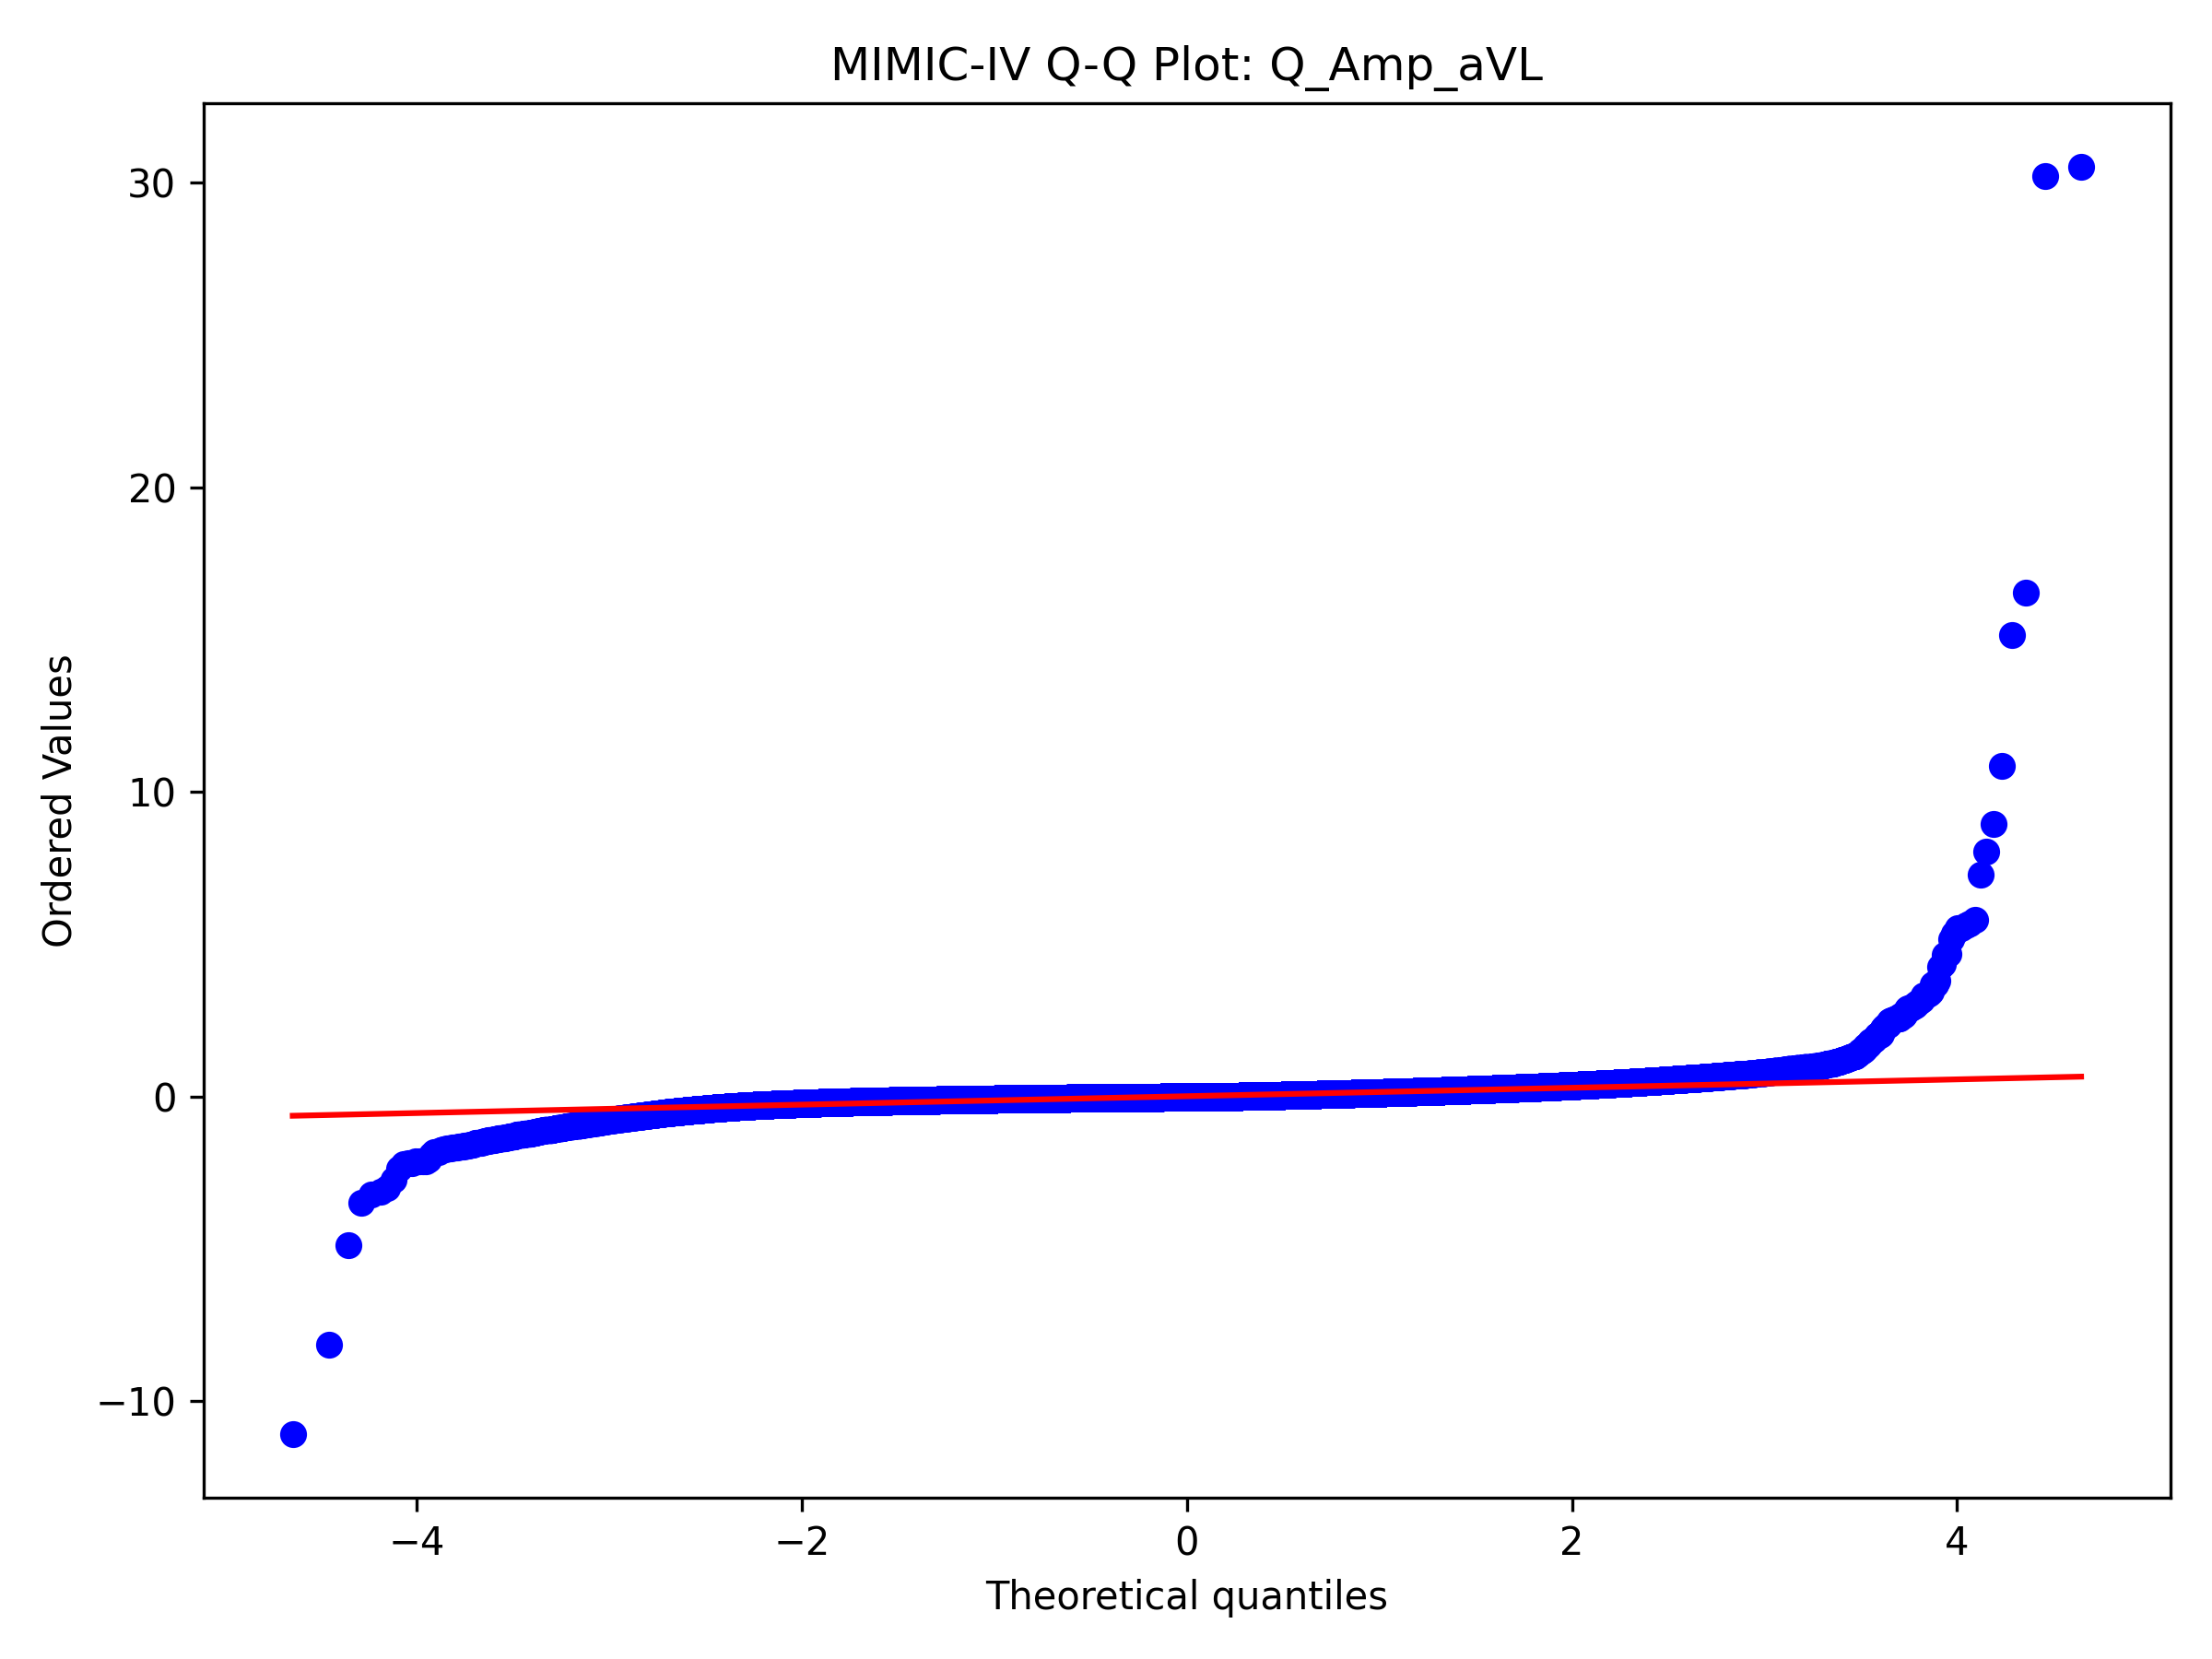 MIMIC-IV Q-Q Plot: Q_Amp_aVL
30
20
10
0
−10
Ordered Values
−4 −2 0 2 4
Theoretical quantiles